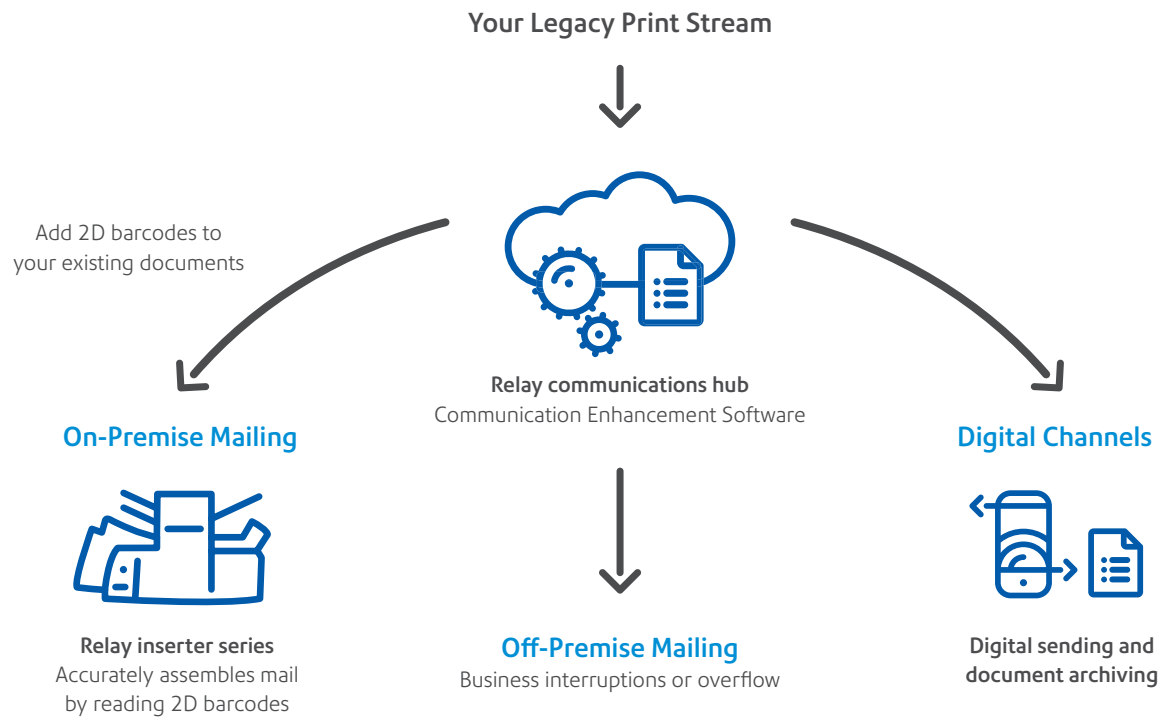 Your Legacy Print Stream
Add 2D barcodes to
your existing documents
Relay communications hub
Communication Enhancement Software
On-Premise Mailing
Relay inserter series
Accurately assembles mail
by reading 2D barcodes
Off-Premise Mailing
Business interruptions or overflow
Digital Channels
Digital sending and
document archiving